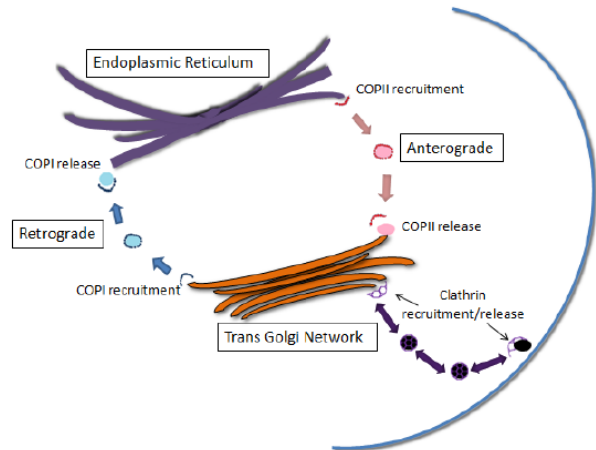 Endoplasmic Reticulum
COPII recruitment
Anterograde
COPI release
COPII release
Retrograde
COPI recruitment
Clathrin
recruitment/release
Trans Golgi Network